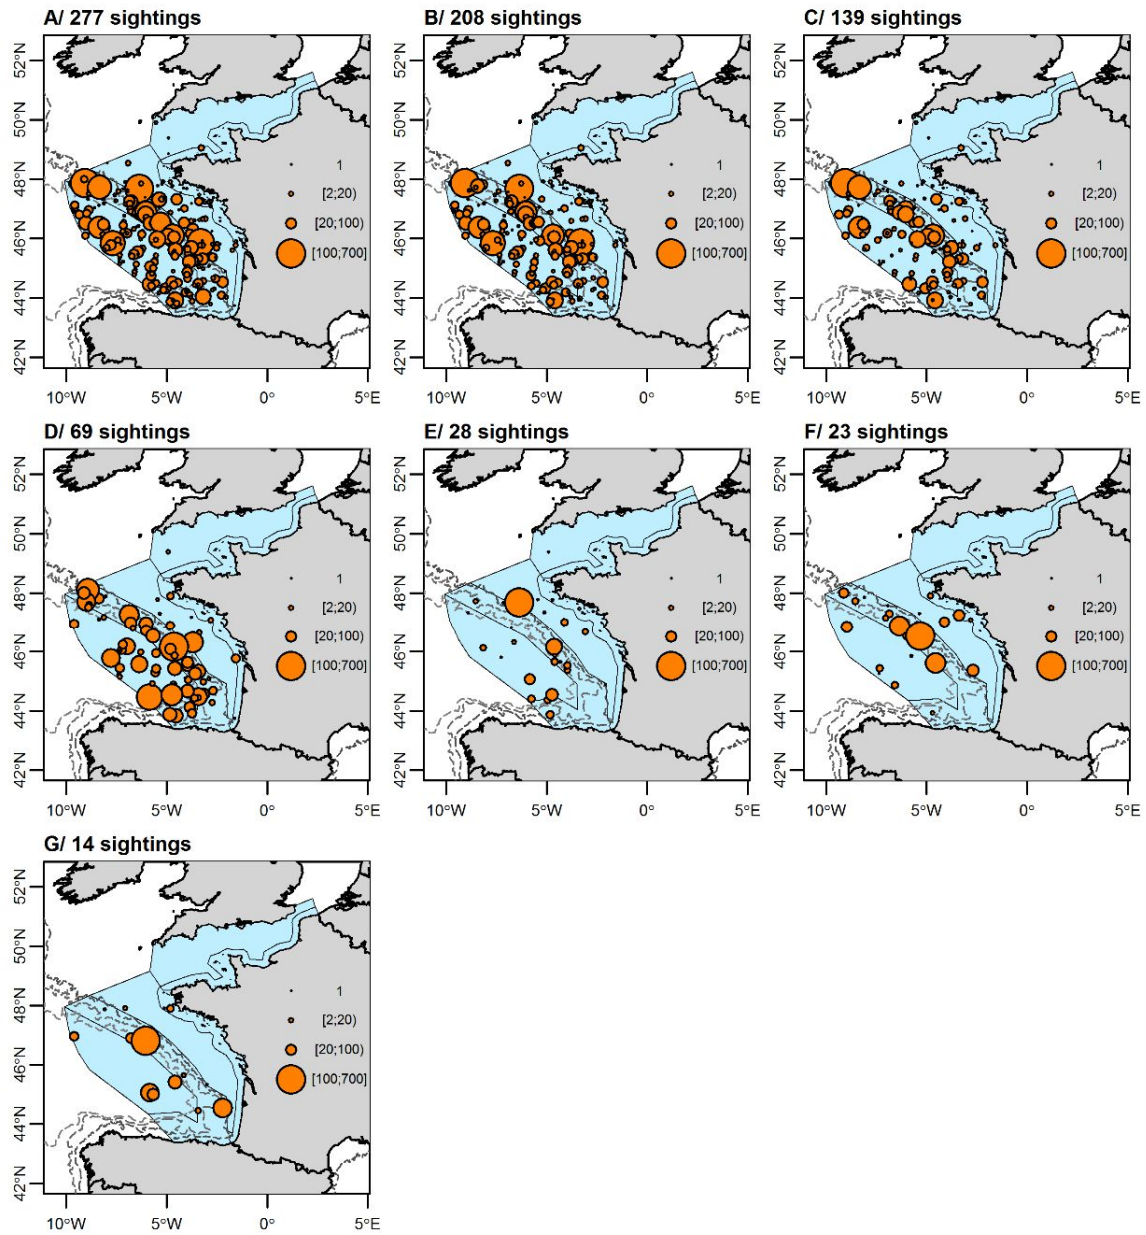 A/ 277 sightings
B/ 208 sightings
C/ 139 sightings
52°N
50°N
48°N
46°N
44°N
42°N
1
[2;20)
[20;100)
[100;700]
10°W
5°W
0°
5°E
52°N
50°N
48°N
46°N
44°N
42°N
1
[2;20)
[20;100)
[100;700]
10°W
5°W
0°
5°E
52°N
50°N
48°N
46°N
44°N
42°N
1
[2;20)
[20;100)
[100;700]
10°W
5°W
0°
5°E
D/ 69 sightings
E/ 28 sightings
F/ 23 sightings
52°N
50°N
48°N
46°N
44°N
42°N
1
[2;20)
[20;100)
[100;700]
10°W
5°W
0°
5°E
52°N
50°N
48°N
46°N
44°N
42°N
1
[2;20)
[20;100)
[100;700]
10°W
5°W
0°
5°E
52°N
50°N
48°N
46°N
44°N
42°N
1
[2;20)
[20;100)
[100;700]
10°W
5°W
0°
5°E
G/ 14 sightings
52°N
50°N
48°N
46°N
44°N
42°N
1
[2;20)
[20;100)
[100;700]
10°W
5°W
0°
5°E